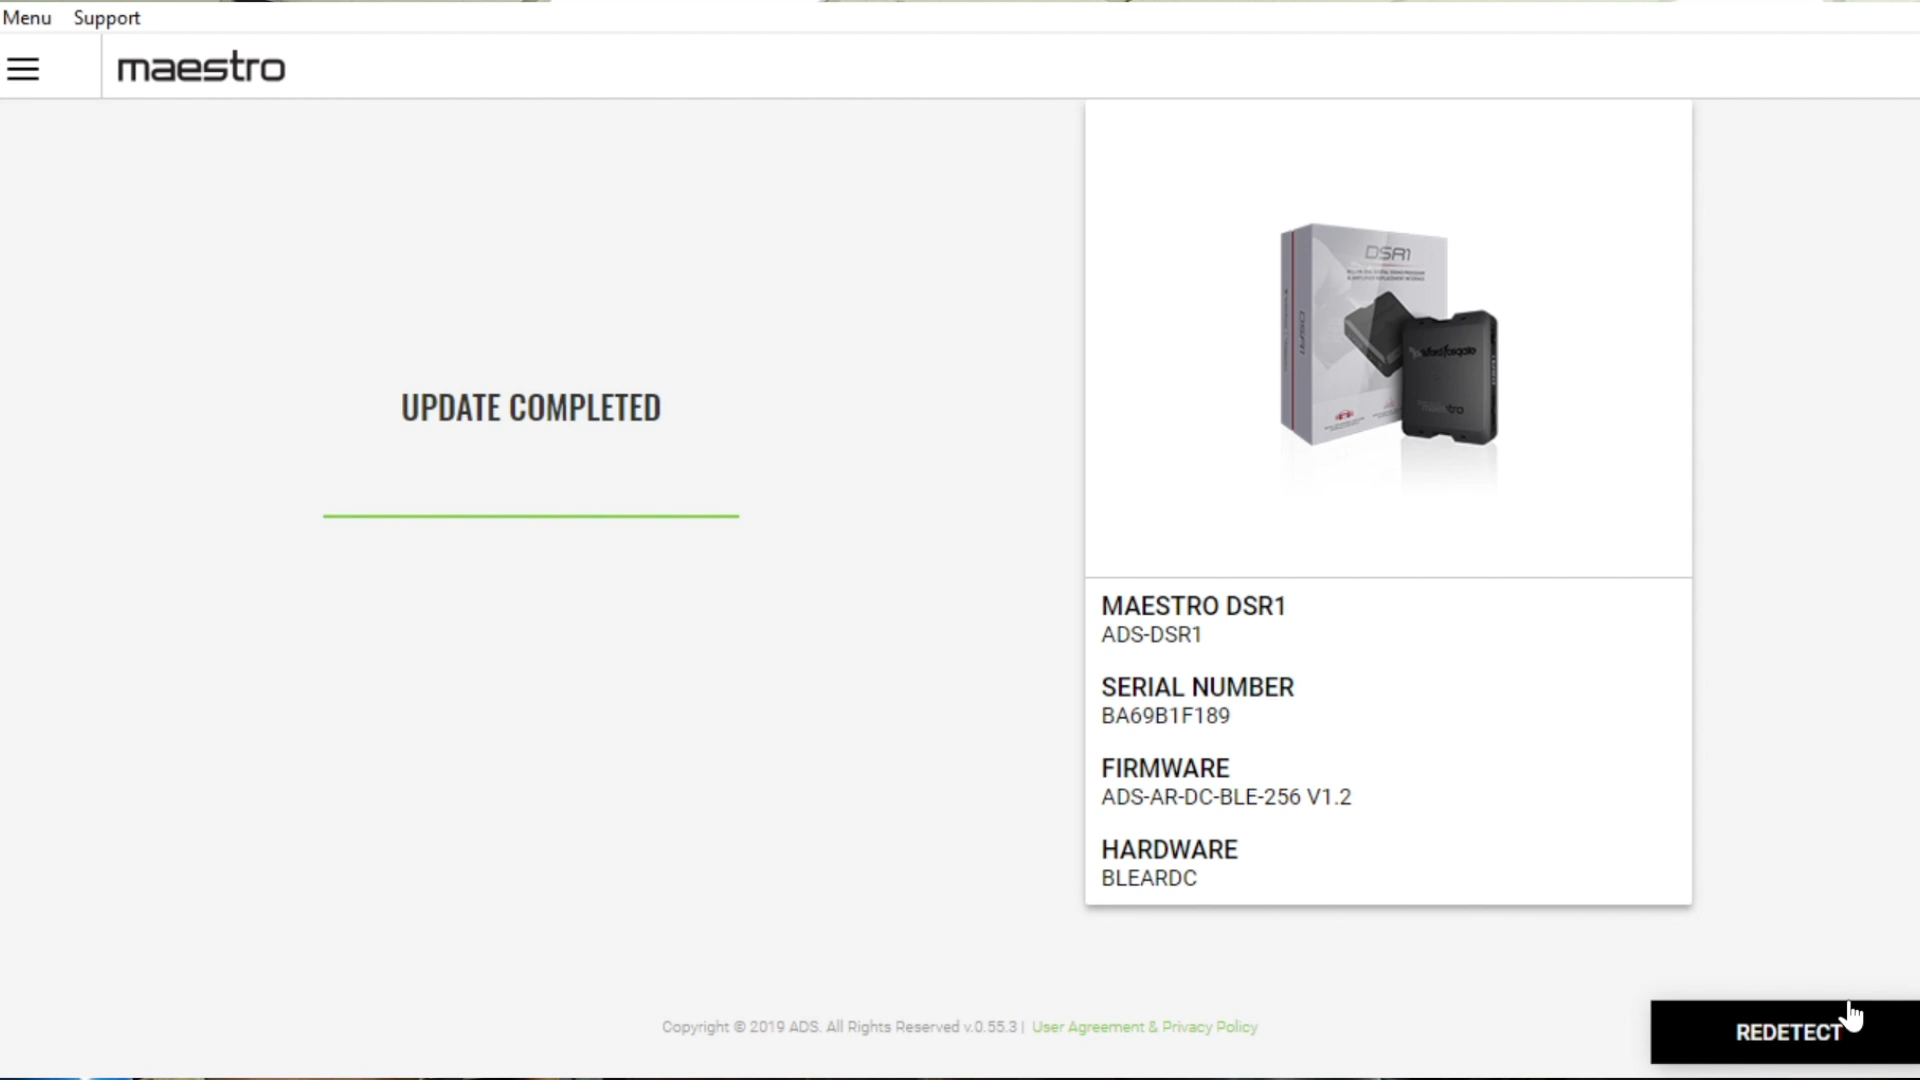 Menu Support
maestro
UPDATE COMPLETED
DSR1
MAESTRO DSR1
ADS-DSR1
SERIAL NUMBER
BA69B1F189
FIRMWARE
ADS-AR-DC-BLE-256 V1.2
HARDWARE
BLEARDC
Copyright © 2019 ADS. All Rights Reserved v.0.55.3 | User Agreement & Privacy Policy
REDETECT